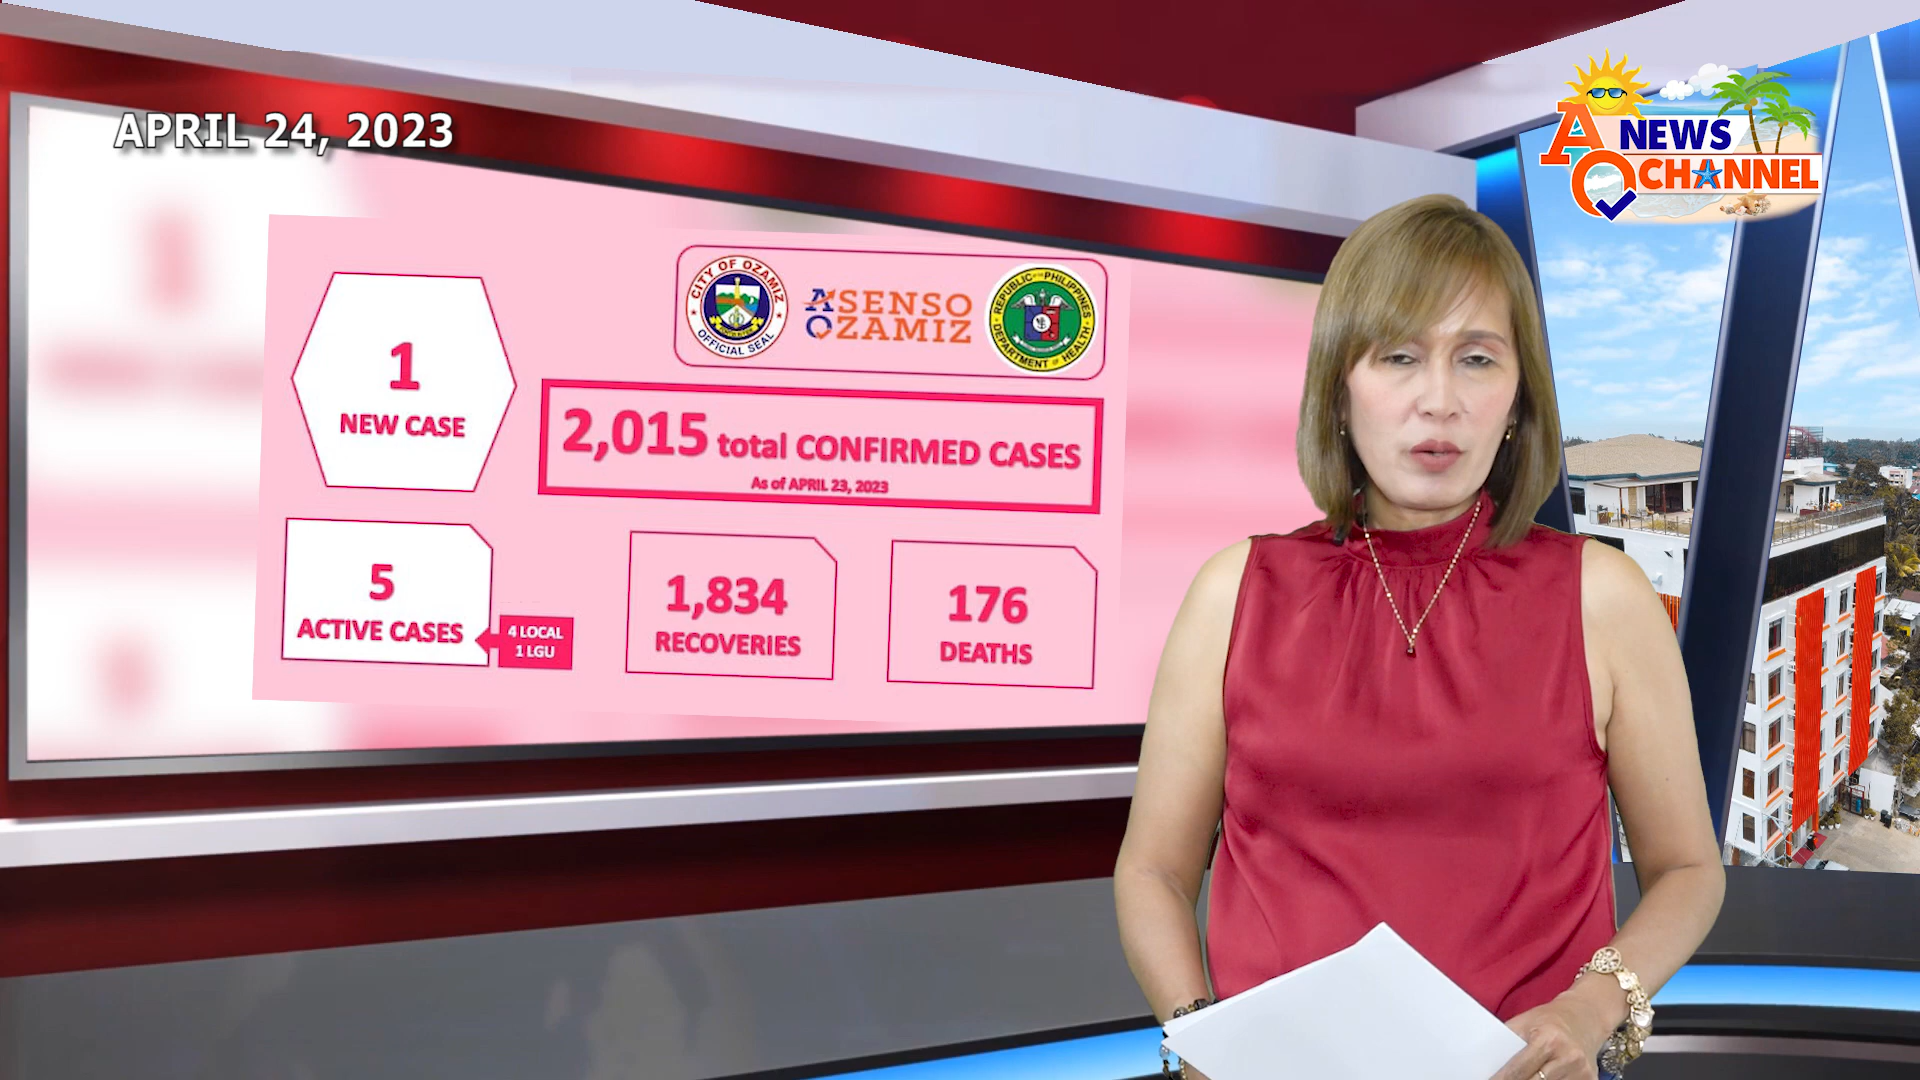 APRIL 24, 2023
NEWS
AO CHANNEL
CITY OF OZAMIZ
OFFICIAL SEAL
ASENSO
OZAMIZ
REPUBLIC OF THE PHILIPPINES
DEPARTMENT OF HEALTH
1
NEW CASE
2,015 total CONFIRMED CASES
As of APRIL 23, 2023
5
ACTIVE CASES
4 LOCAL
1 LGU
1,834
RECOVERIES
176
DEATHS